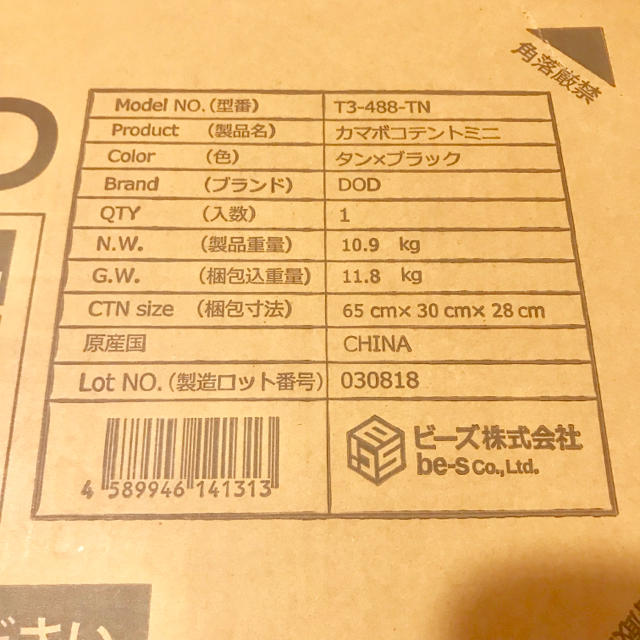 角落厳禁
Model NO.(型番) T3-488-TN
Product (製品名) カマボコテントミニ
Color (色) タン×ブラック
Brand (ブランド) DOD
QTY (入数) 1
N.W. (製品重量) 10.9 kg
G.W. (梱包込重量) 11.8 kg
CTN size (梱包寸法) 65 cm× 30 cm× 28 cm
原産国 CHINA
Lot NO.(製造ロット番号) 030818
4 589946 141313
ビーズ株式会社
be-s Co.,Ltd.
ださい